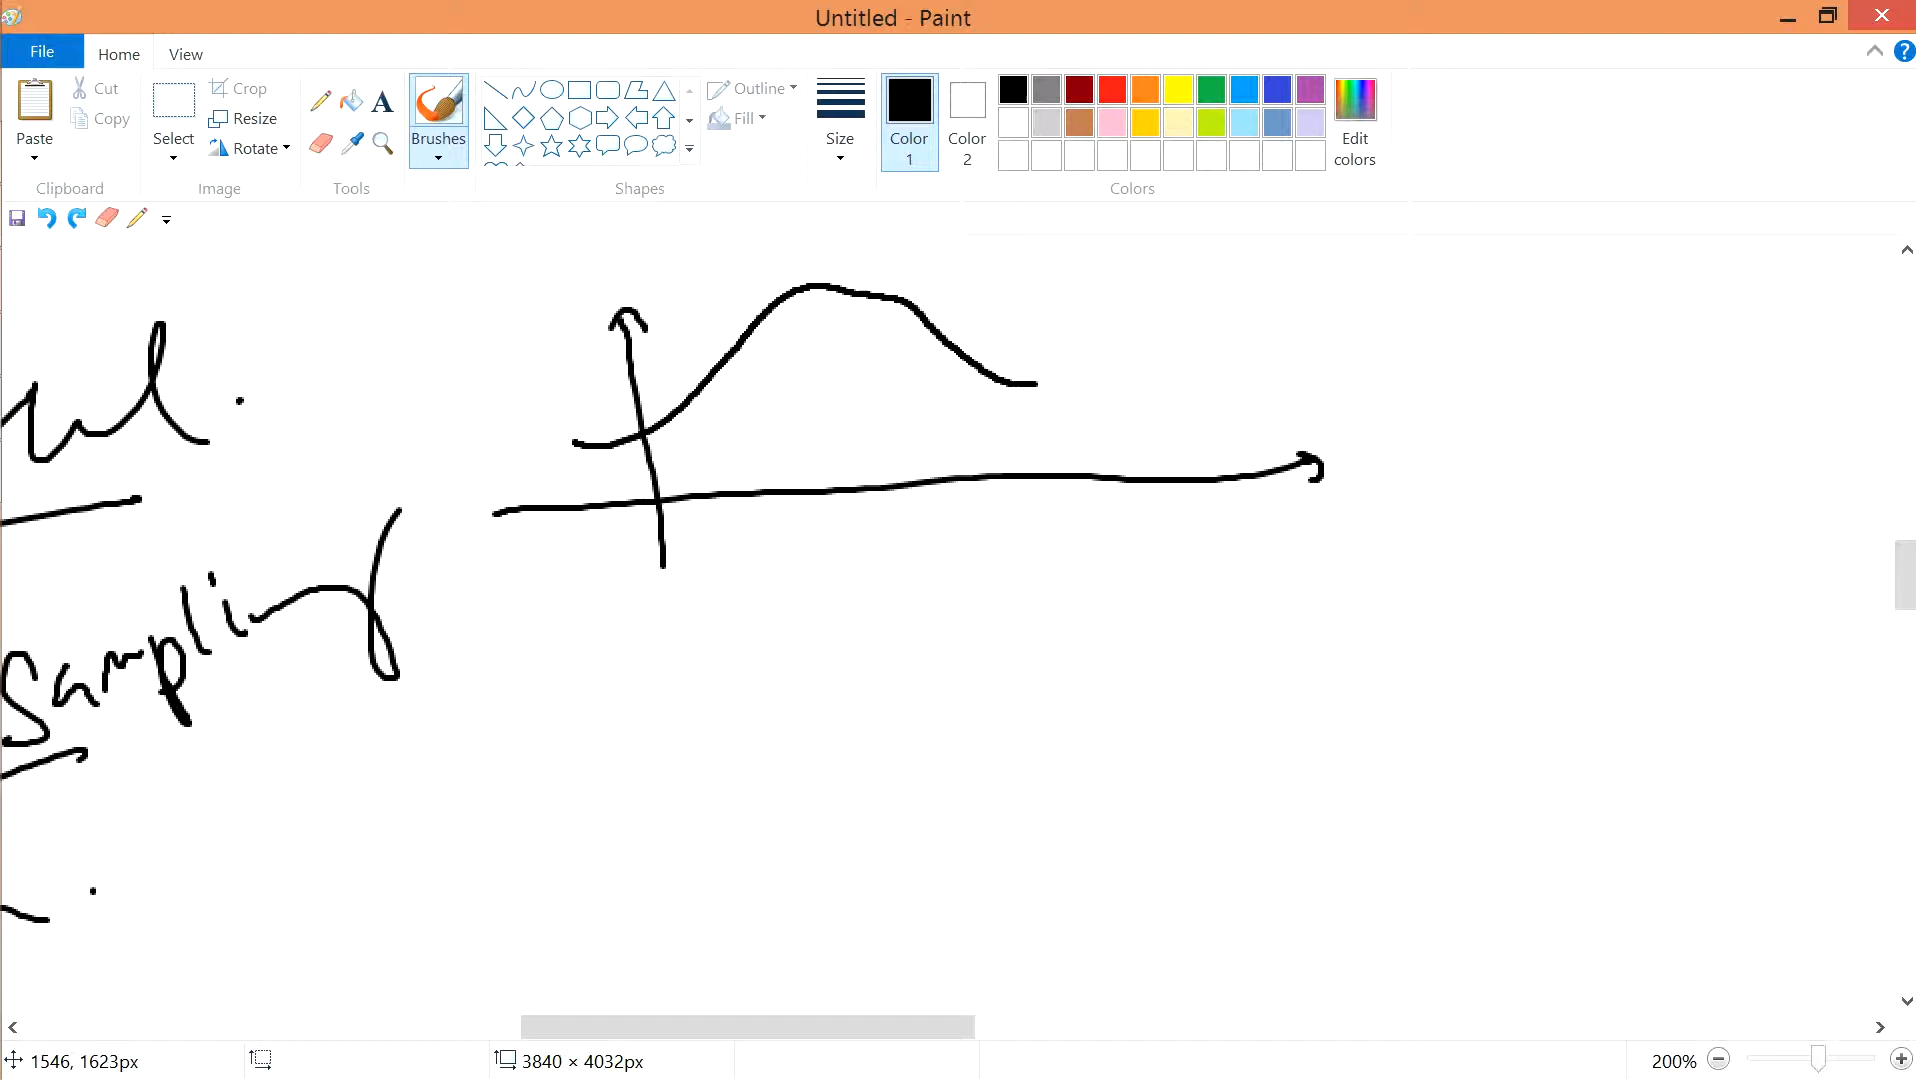 Untitled - Paint
File
Home
View
Paste
Cut
Copy
Clipboard
Select
Crop
Resize
Rotate
Image
A
Tools
Brushes
Outline
Fill
Shapes
Size
Color 1
Color 2
Edit colors
Colors
Sampling
1546, 1623px
3840 × 4032px
200%